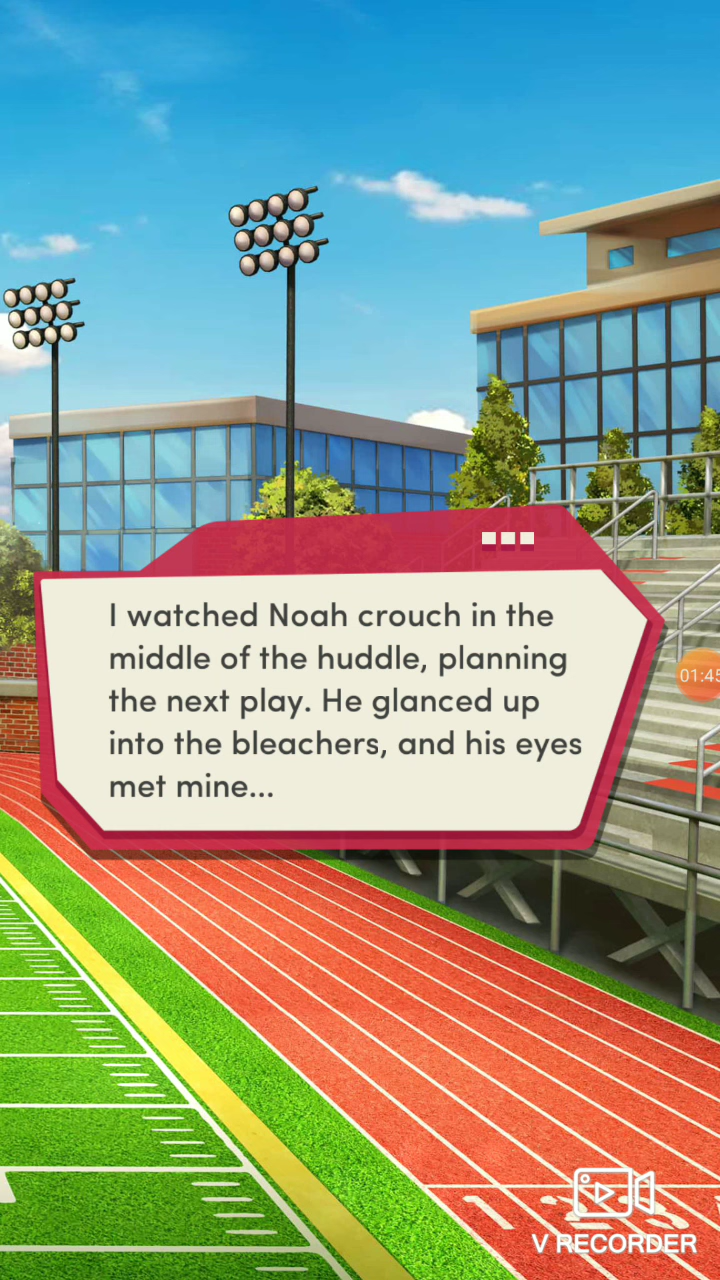 I watched Noah crouch in the
middle of the huddle, planning
the next play. He glanced up
into the bleachers, and his eyes
met mine...
01:45
1
V RECORDER